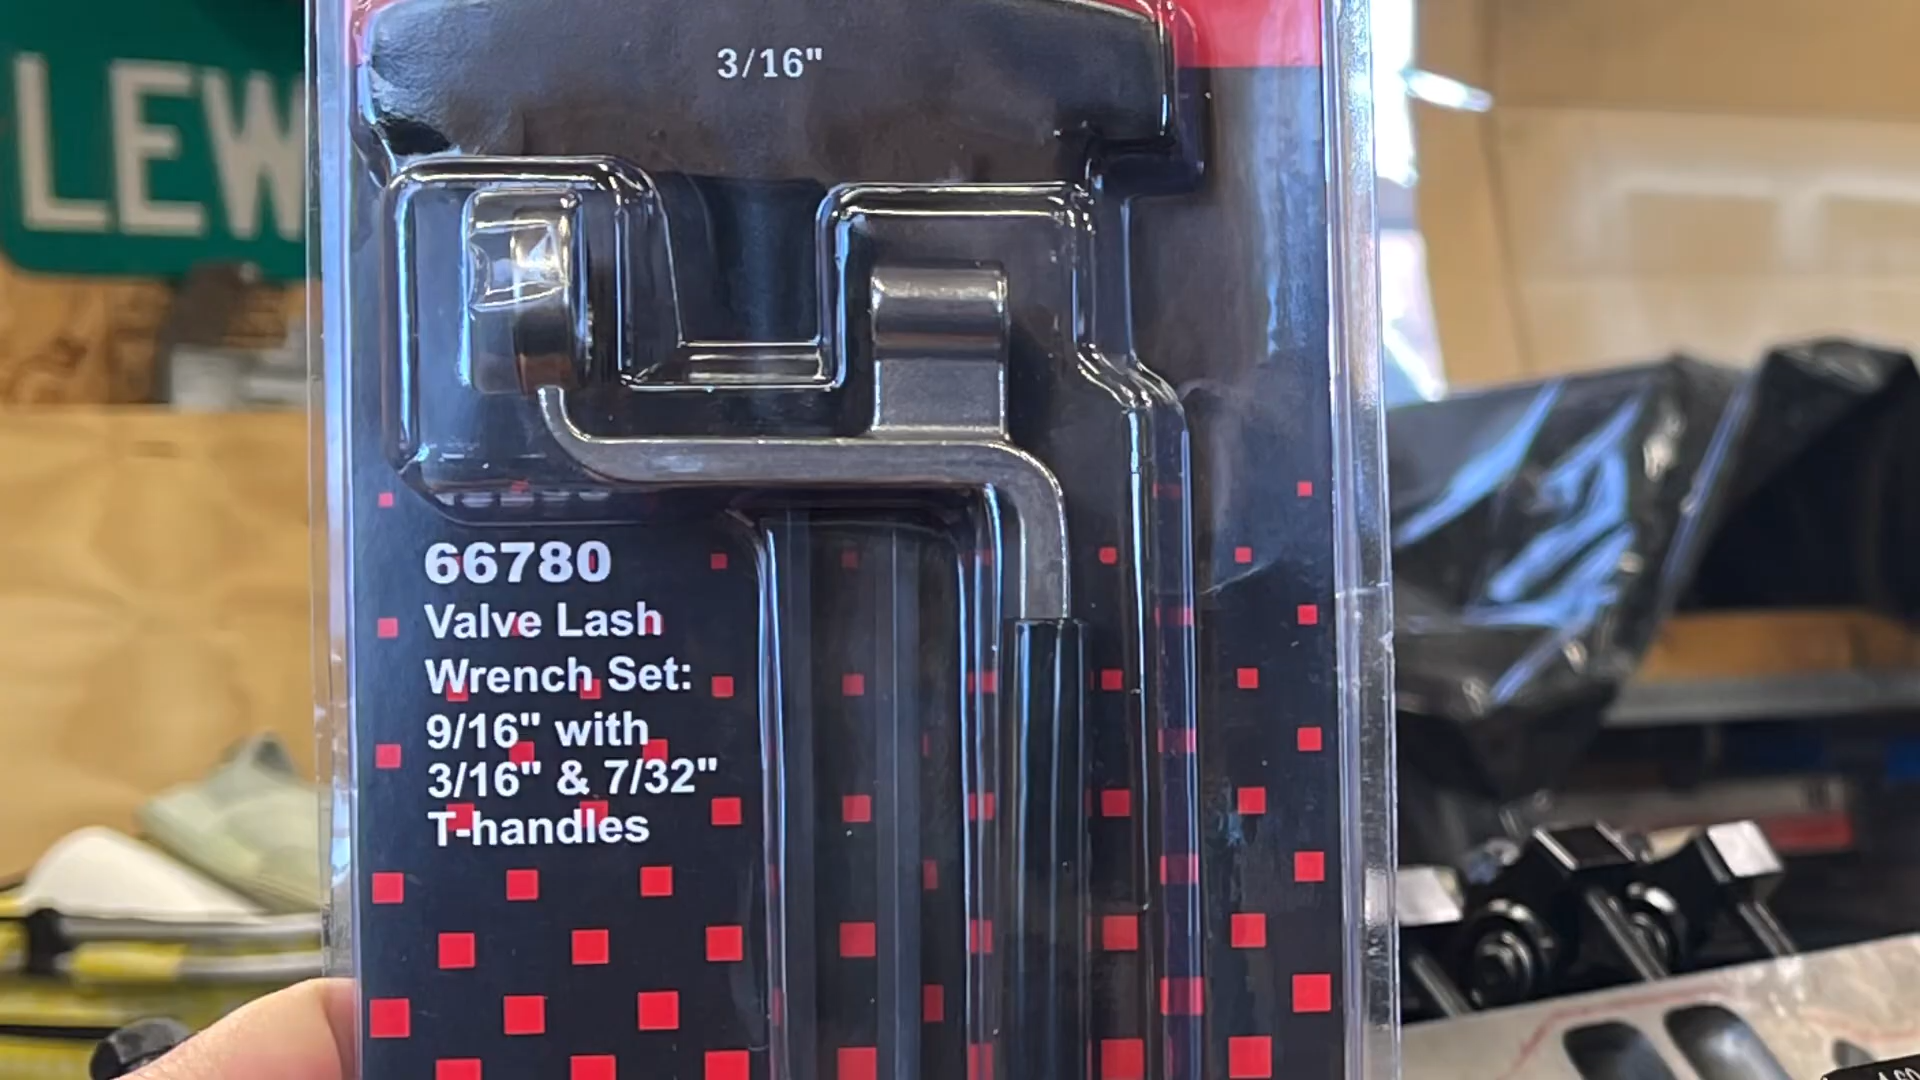 LEW
3/16"
66780
Valve Lash
Wrench Set:
9/16" with
3/16" & 7/32"
T-handles